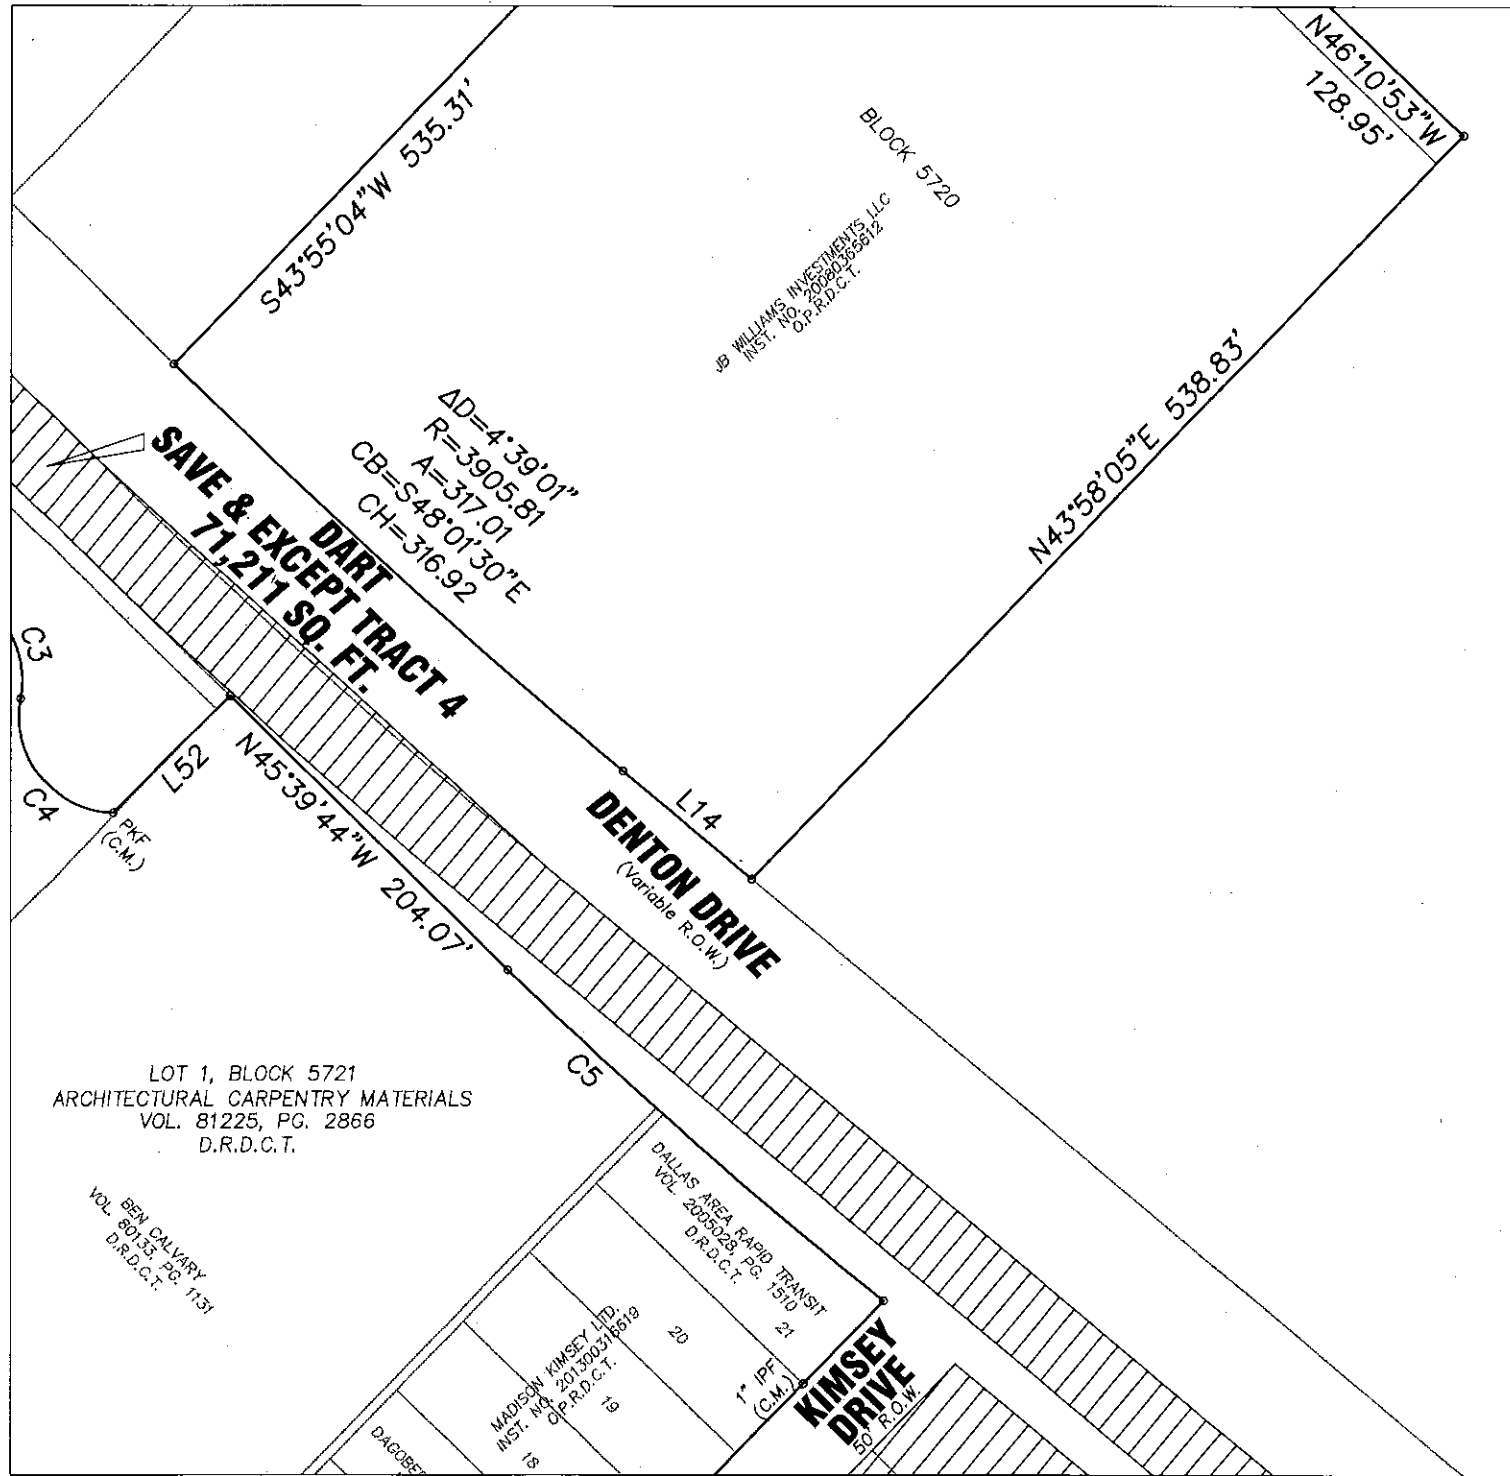 N46°10'53"W
128.95'
S43°55'04"W 535.31'
BLOCK 5720
JB WILLIAMS INVESTMENTS LLC
INST. NO. 20080365612
O.P.R.D.C.T.
N43°58'05"E 538.83'
ΔD=4°39'01"
R=3905.81
A=317.01
CB=S48°01'30"E
CH=316.92
DART
SAVE & EXCEPT TRACT 4
71,211 SQ. FT.
C3
C4
L52
PKF
(C.M.)
N45°39'44"W 204.07'
L14
DENTON DRIVE
(Variable R.O.W.)
C5
LOT 1, BLOCK 5721
ARCHITECTURAL CARPENTRY MATERIALS
VOL. 81225, PG. 2866
D.R.D.C.T.
BEN CALVARY
VOL. 80133, PG. 1131
D.R.D.C.T.
DALLAS AREA RAPID TRANSIT
VOL. 2005028, PG. 1510
D.R.D.C.T.
21
20
MADISON KIMSEY LTD.
INST. NO. 201300316619
O.P.R.D.C.T.
19
18
1" IPF
(C.M.)
KIMSEY
DRIVE
50' R.O.W.